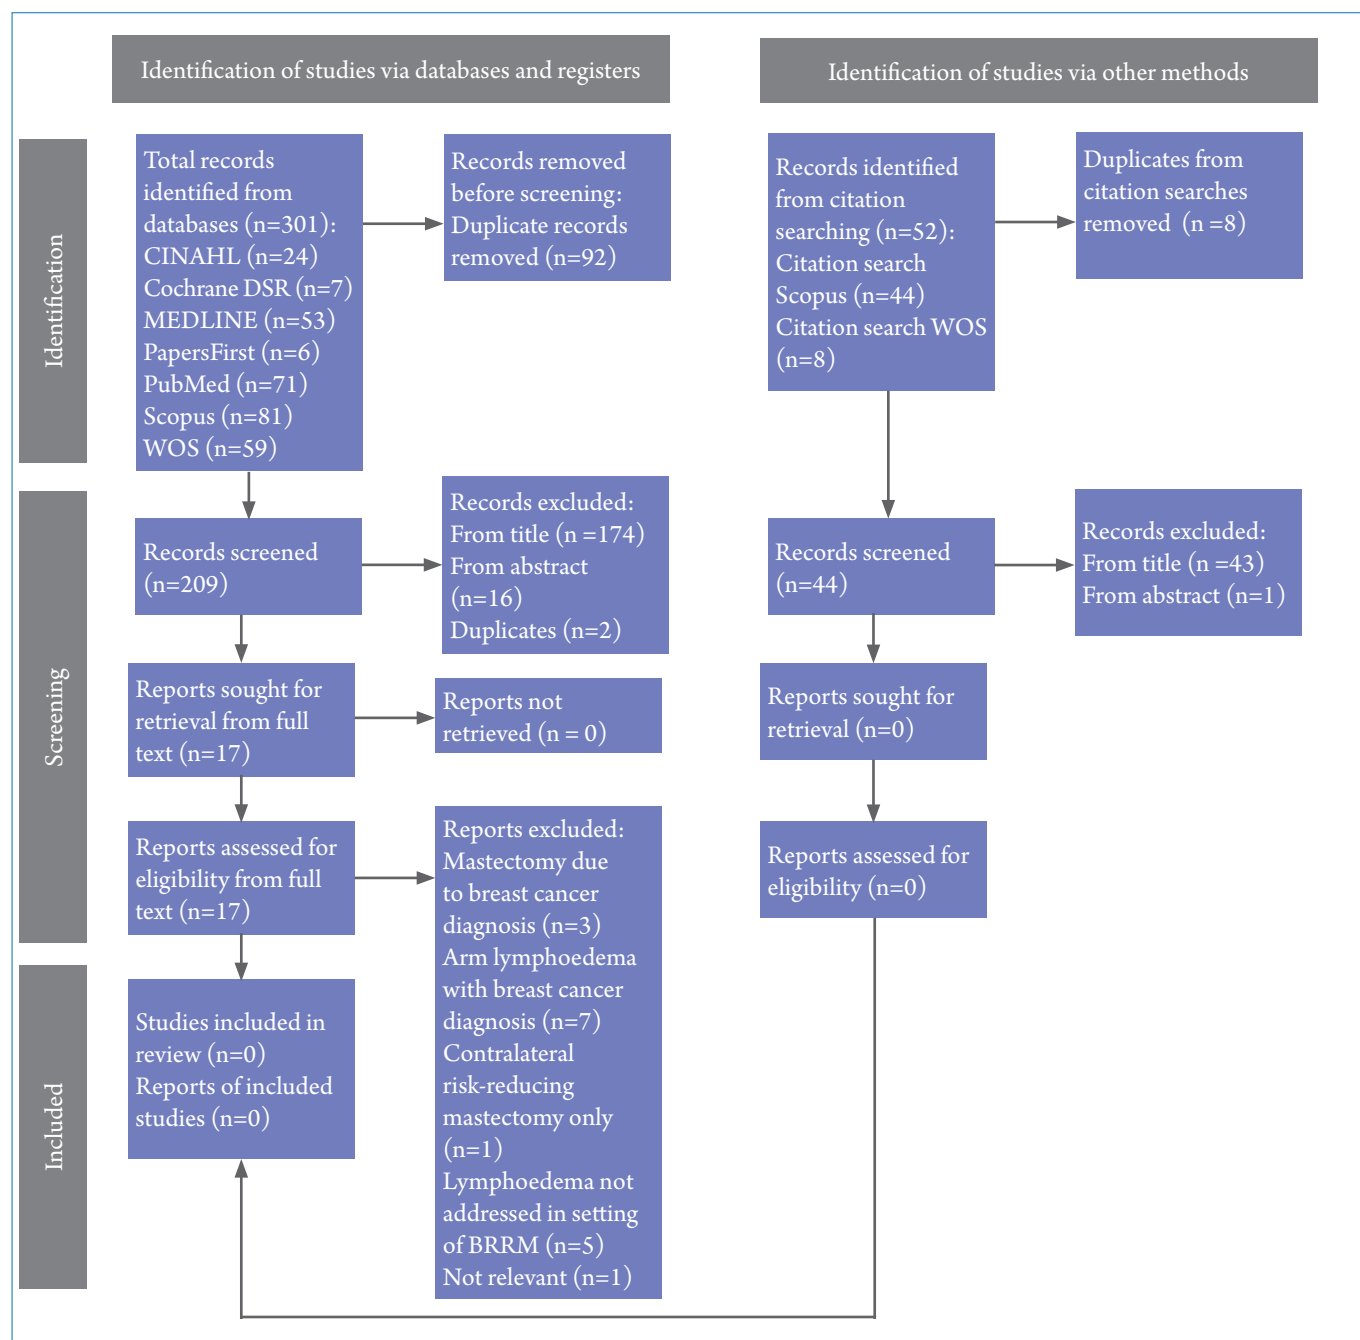 Identification of studies via databases and registers
Identification of studies via other methods
Identification
Total records
identified from
databases (n=301):
CINAHL (n=24)
Cochrane DSR (n=7)
MEDLINE (n=53)
PapersFirst (n=6)
PubMed (n=71)
Scopus (n=81)
WOS (n=59)
Records removed
before screening:
Duplicate records
removed (n=92)
Records identified
from citation
searching (n=52):
Citation search
Scopus (n=44)
Citation search WOS
(n=8)
Duplicates from
citation searches
removed (n =8)
Screening
Records screened
(n=209)
Records excluded:
From title (n =174)
From abstract
(n=16)
Duplicates (n=2)
Records screened
(n=44)
Records excluded:
From title (n =43)
From abstract (n=1)
Reports sought for
retrieval from full
text (n=17)
Reports not
retrieved (n = 0)
Reports sought for
retrieval (n=0)
Reports assessed for
eligibility from full
text (n=17)
Reports excluded:
Mastectomy due
to breast cancer
diagnosis (n=3)
Arm lymphoedema
with breast cancer
diagnosis (n=7)
Contralateral
risk-reducing
mastectomy only
(n=1)
Lymphoedema not
addressed in setting
of BRRM (n=5)
Not relevant (n=1)
Reports assessed for
eligibility (n=0)
Included
Studies included in
review (n=0)
Reports of included
studies (n=0)